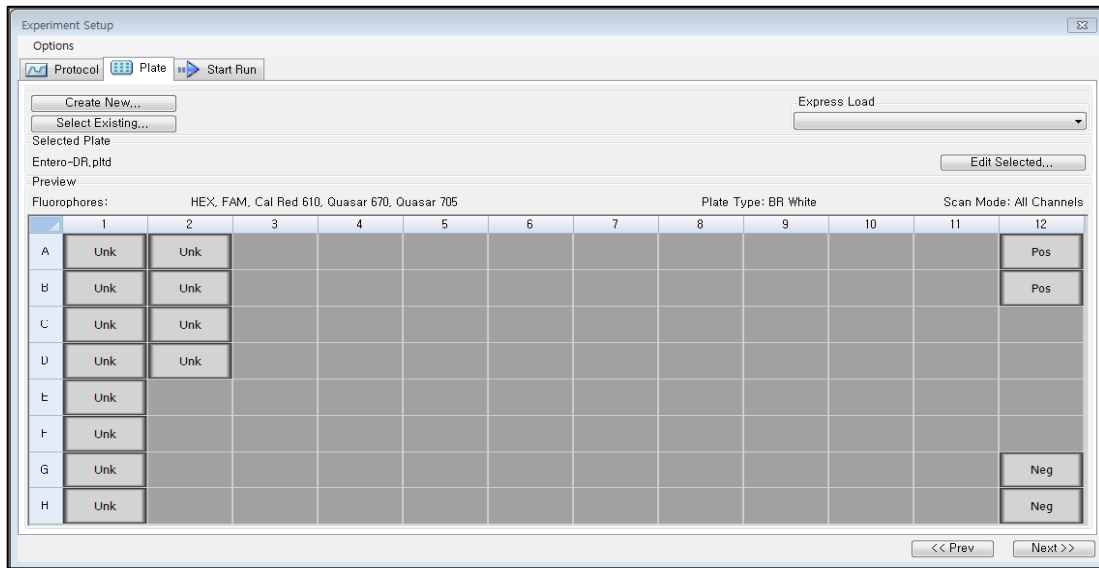 Experiment Setup
Options
Protocol Plate Start Run
Create New... Express Load
Select Existing...
Selected Plate
Entero-DR.pltd Edit Selected...
Preview
Fluorophores: HEX, FAM, Cal Red 610, Quasar 670, Quasar 705 Plate Type: BR White Scan Mode: All Channels
1 2 3 4 5 6 7 8 9 10 11 12
A Unk Unk Pos
B Unk Unk Pos
C Unk Unk
D Unk Unk
E Unk
F Unk
G Unk Neg
H Unk Neg
<< Prev Next >>